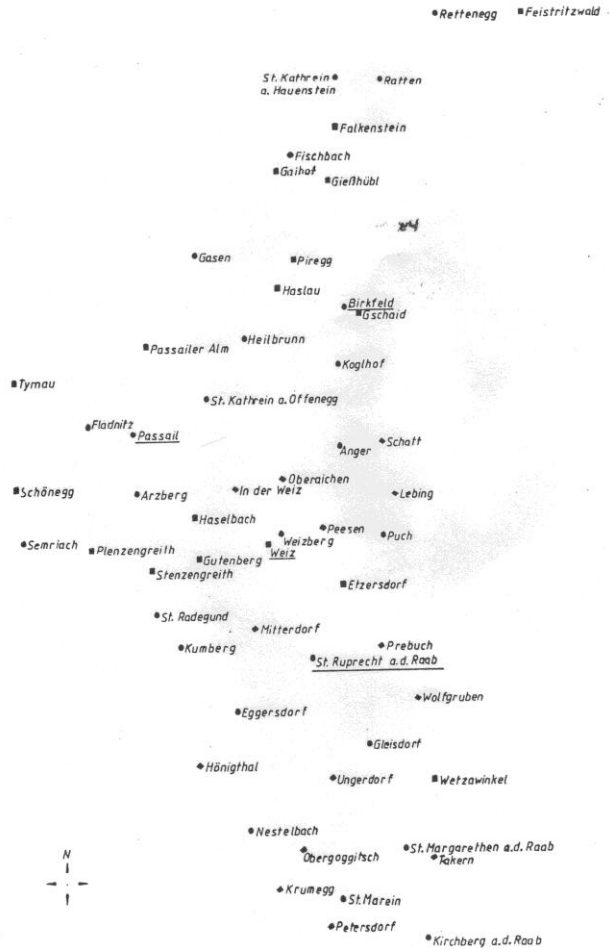 Rettenegg
Feistritzwald
St. Kathrein
a. Hauenstein
Ratten
Falkenstein
Fischbach
Gaihof
Gießhübl
Gasen
Piregg
Haslau
Birkfeld
Gschaid
Heilbrunn
Passailer Alm
Koglhof
Tyrnau
St. Kathrein a. Offenegg
Fladnitz
Passail
Schatt
Anger
Oberaichen
In der Weiz
Schönegg
Arzberg
Lebing
Haselbach
Peesen
Weizberg
Puch
Semriach
Weiz
Plenzengreith
Gutenberg
Stenzengreith
Etzersdorf
St. Radegund
Mitterdorf
Kumberg
Prebuch
St. Ruprecht a.d. Raab
Wolfgruben
Eggersdorf
Gleisdorf
Hönigthal
Ungerdorf
Wetzawinkel
Nestelbach
St. Margarethen a.d. Raab
Obergoggitsch
Takern
N
Krumegg
St. Marein
Petersdorf
Kirchberg a.d. Raab